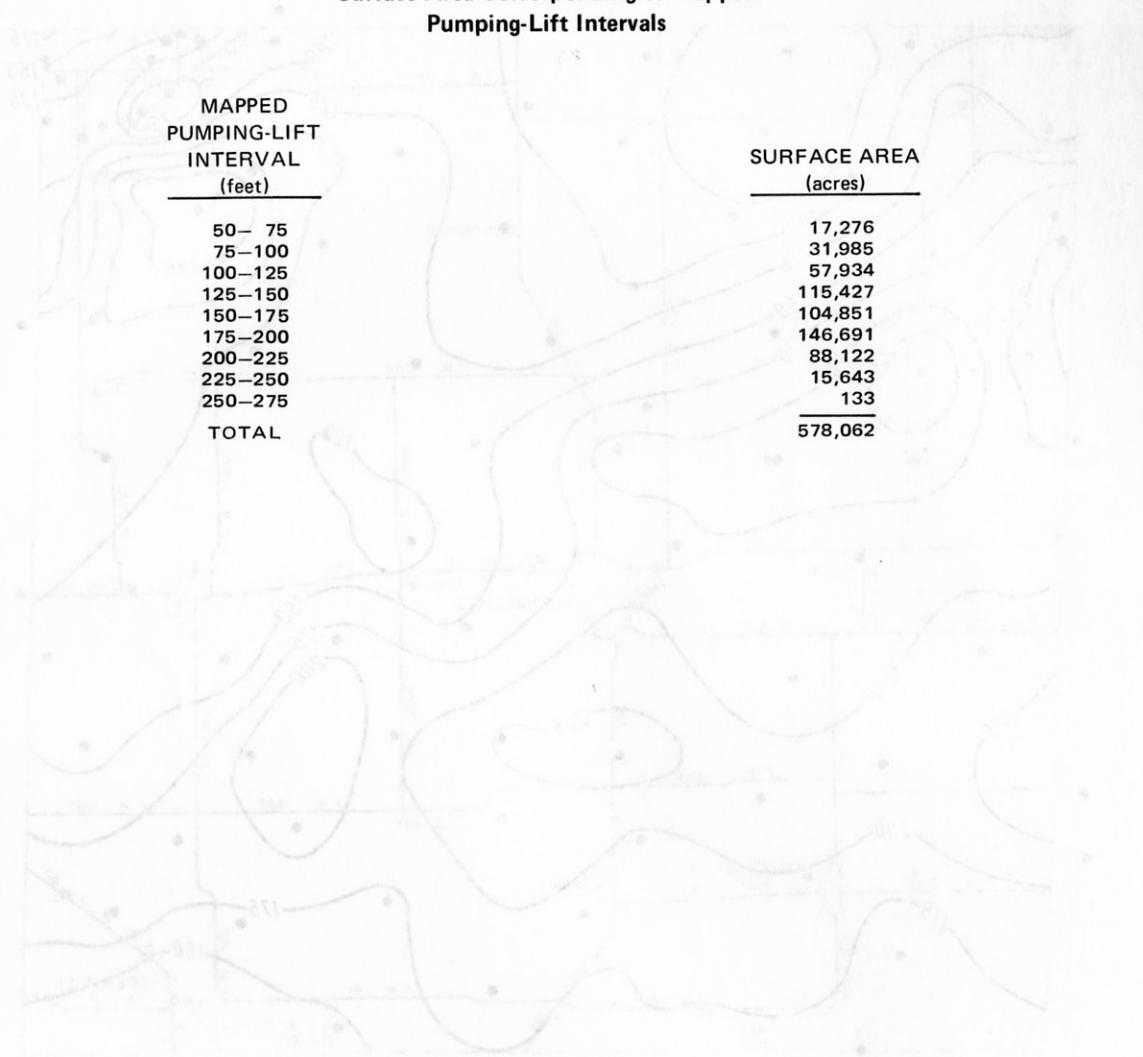 Pumping-Lift Intervals
MAPPED
PUMPING-LIFT
INTERVAL
(feet)
SURFACE AREA
(acres)
50— 75 17,276
75—100 31,985
100—125 57,934
125—150 115,427
150—175 104,851
175—200 146,691
200—225 88,122
225—250 15,643
250—275 133
TOTAL 578,062